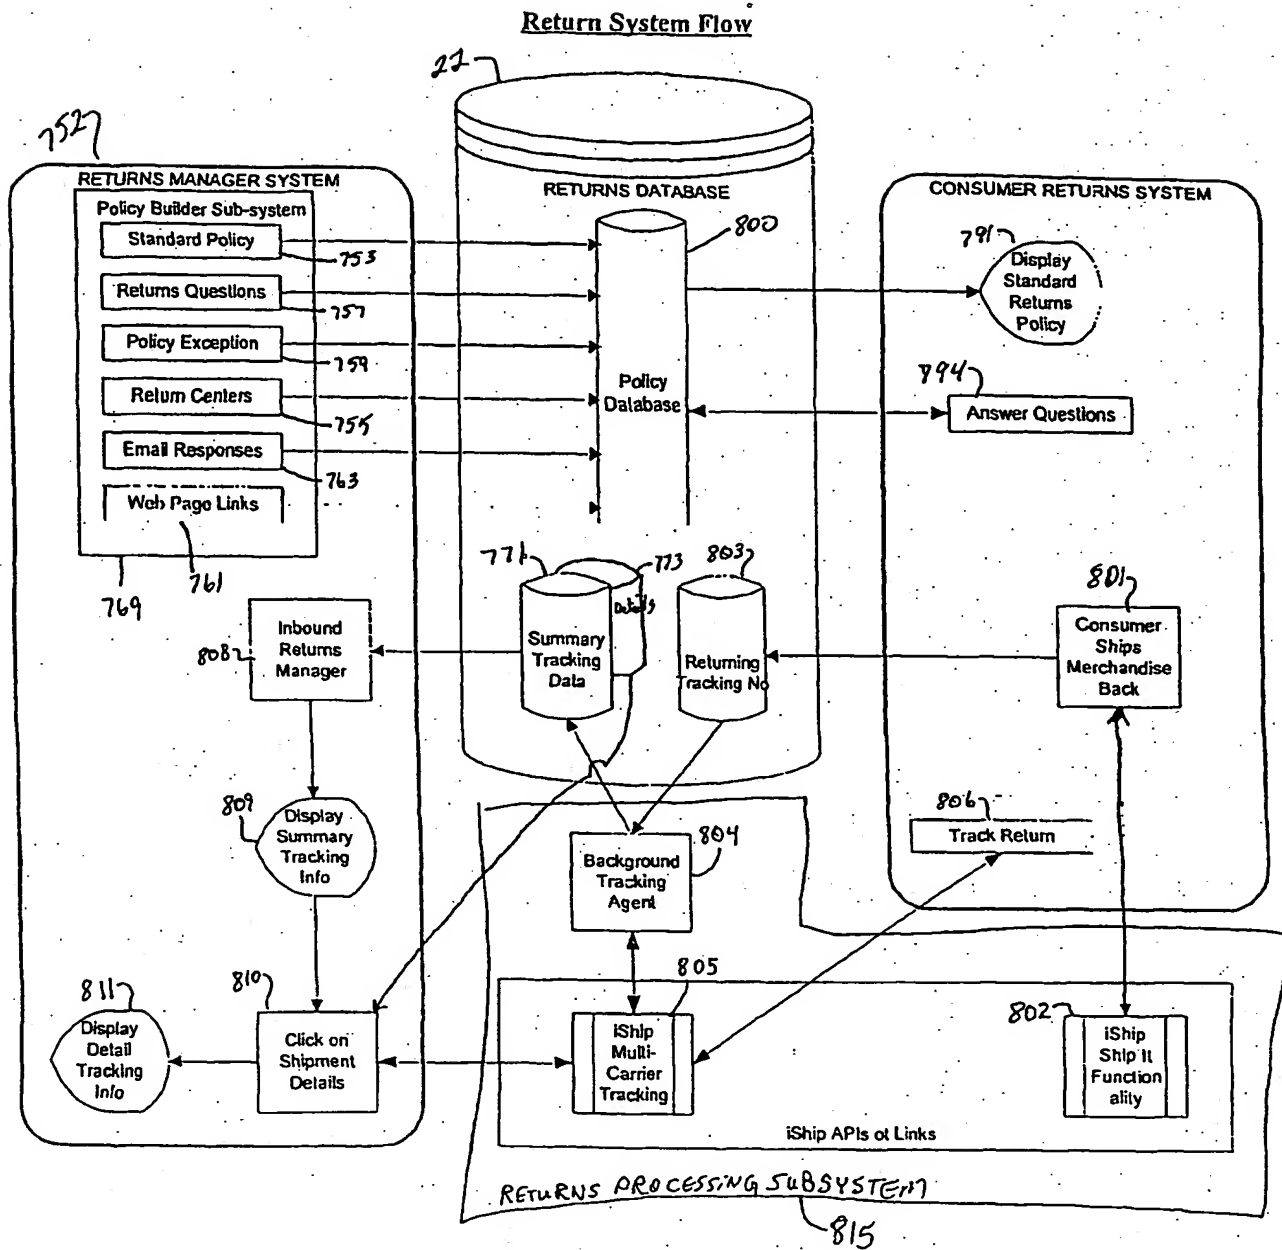 Return System Flow
22
752
RETURNS MANAGER SYSTEM
Policy Builder Sub-system
Standard Policy
753
Returns Questions
757
Policy Exception
759
Return Centers
755
Email Responses
763
Web Page Links
761
769
RETURNS DATABASE
800
Policy
Database
CONSUMER RETURNS SYSTEM
791
Display
Standard
Returns
Policy
894
Answer Questions
771
773
803
Details
Summary
Tracking
Data
Returning
Tracking No
801
Consumer
Ships
Merchandise
Back
808
Inbound
Returns
Manager
809
Display
Summary
Tracking
Info
804
Background
Tracking
Agent
806
Track Return
811
Display
Detail
Tracking
Info
810
Click on
Shipment
Details
805
iShip
Multi-
Carrier
Tracking
802
iShip
Ship It
Function
ality
iShip APIs ot Links
RETURNS PROCESSING SUBSYSTEM
815